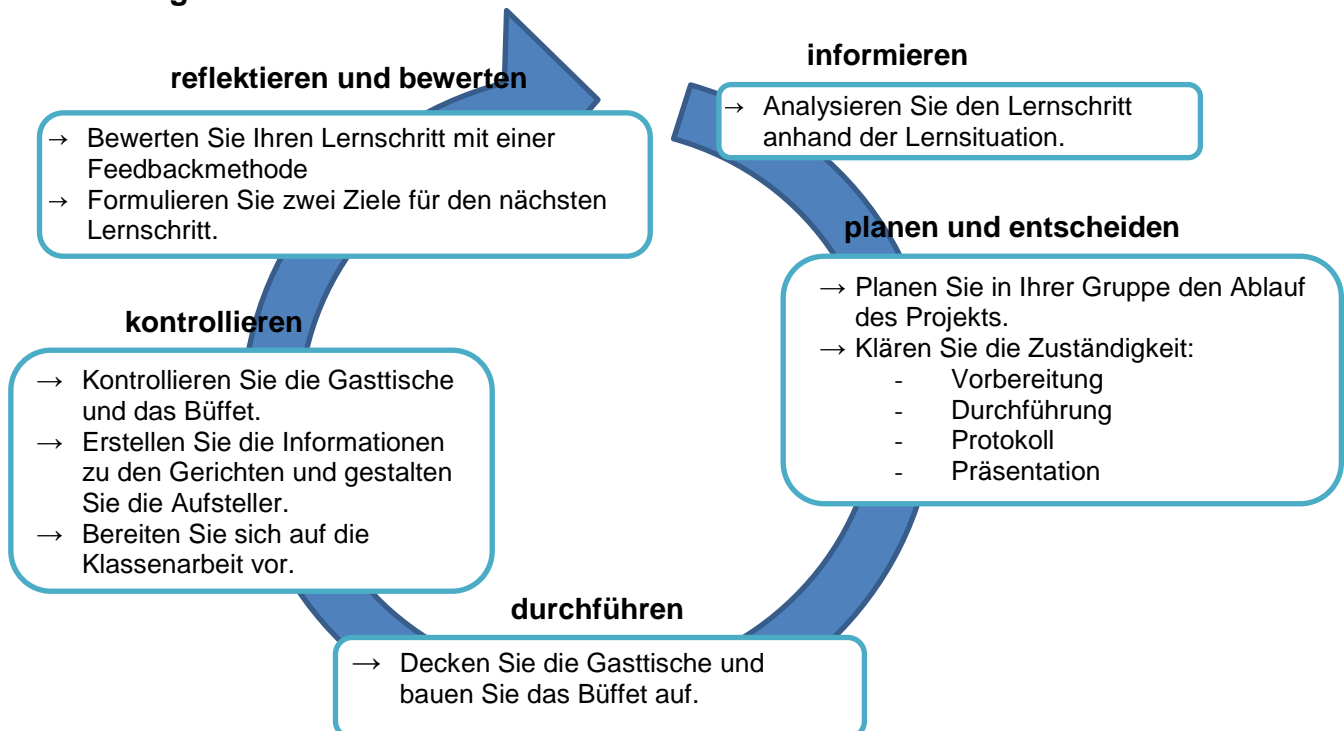 informieren
→ Analysieren Sie den Lernschritt
anhand der Lernsituation.
planen und entscheiden
→ Planen Sie in Ihrer Gruppe den Ablauf
des Projekts.
→ Klären Sie die Zuständigkeit:
- Vorbereitung
- Durchführung
- Protokoll
- Präsentation
durchführen
→ Decken Sie die Gasttische und
bauen Sie das Büffet auf.
kontrollieren
→ Kontrollieren Sie die Gasttische
und das Büffet.
→ Erstellen Sie die Informationen
zu den Gerichten und gestalten
Sie die Aufsteller.
→ Bereiten Sie sich auf die
Klassenarbeit vor.
reflektieren und bewerten
→ Bewerten Sie Ihren Lernschritt mit einer
Feedbackmethode
→ Formulieren Sie zwei Ziele für den nächsten
Lernschritt.